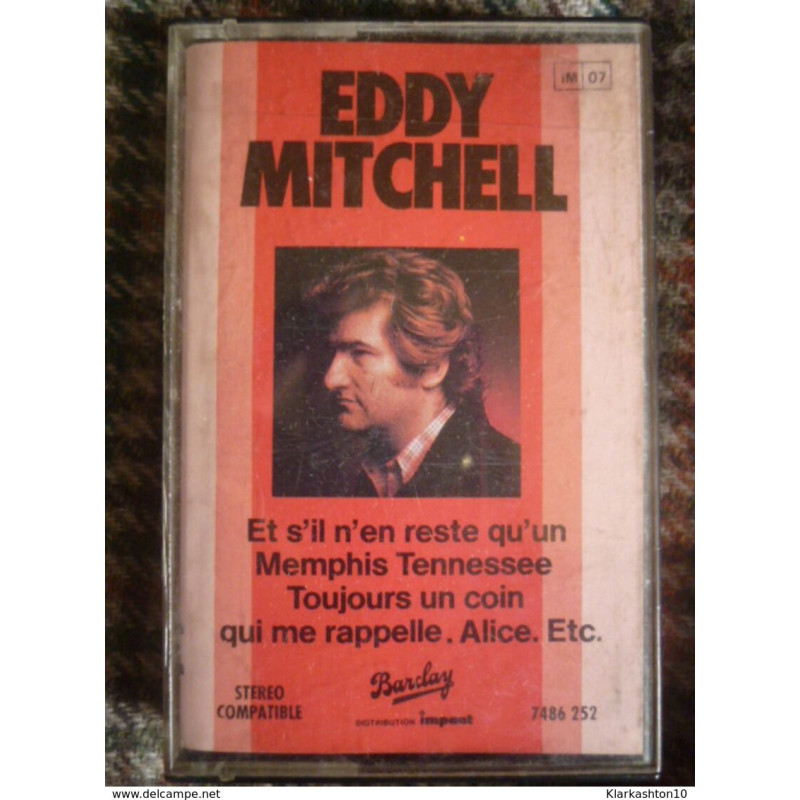 EDDY
MITCHELL
iM 07
Et s'il n'en reste qu'un
Memphis Tennessee
Toujours un coin
qui me rappelle. Alice. Etc.
STEREO
COMPATIBLE
Barclay
DISTRIBUTION impact
7486 252
www.delcampe.net
Klarkashton10